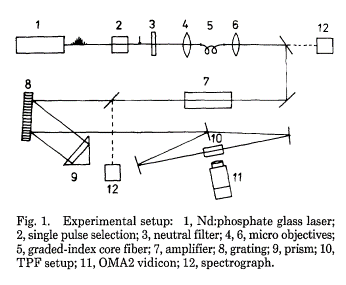 1 2 3 4 5 6 12
8 7
10
9 12 11
Fig. 1. Experimental setup: 1, Nd:phosphate glass laser;
2, single pulse selection; 3, neutral filter; 4, 6, micro objectives;
5, graded-index core fiber; 7, amplifier; 8, grating; 9, prism; 10,
TPF setup; 11, OMA2 vidicon; 12, spectrograph.